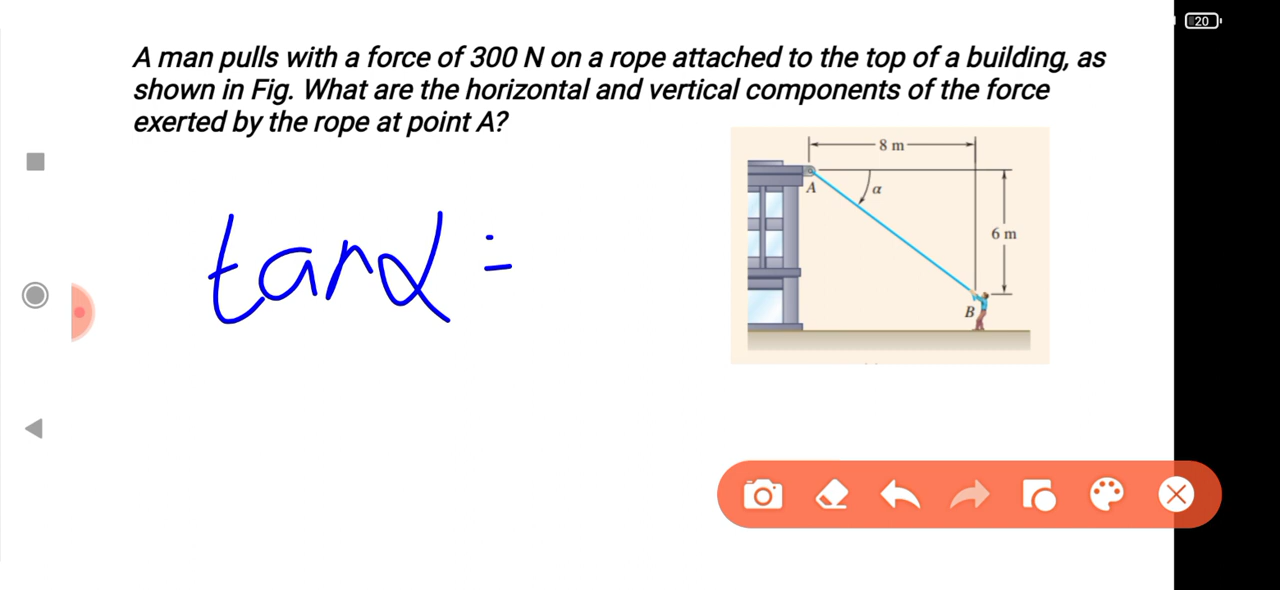 20
A man pulls with a force of 300 N on a rope attached to the top of a building, as
shown in Fig. What are the horizontal and vertical components of the force
exerted by the rope at point A?
8 m
A
α
6 m
B
tanα =